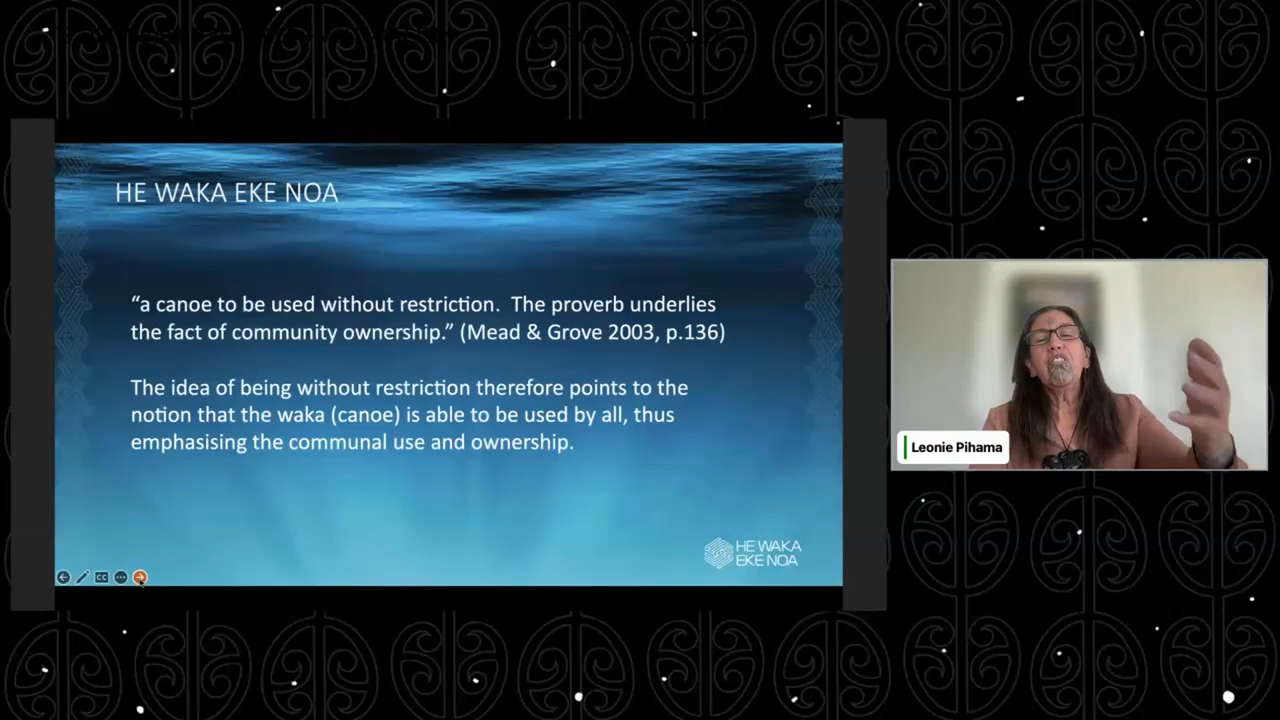 HE WAKA EKE NOA
“a canoe to be used without restriction.  The proverb underlies
the fact of community ownership.” (Mead & Grove 2003, p.136)
The idea of being without restriction therefore points to the
notion that the waka (canoe) is able to be used by all, thus
emphasising the communal use and ownership.
HE WAKA
EKE NOA
CC
Leonie Pihama